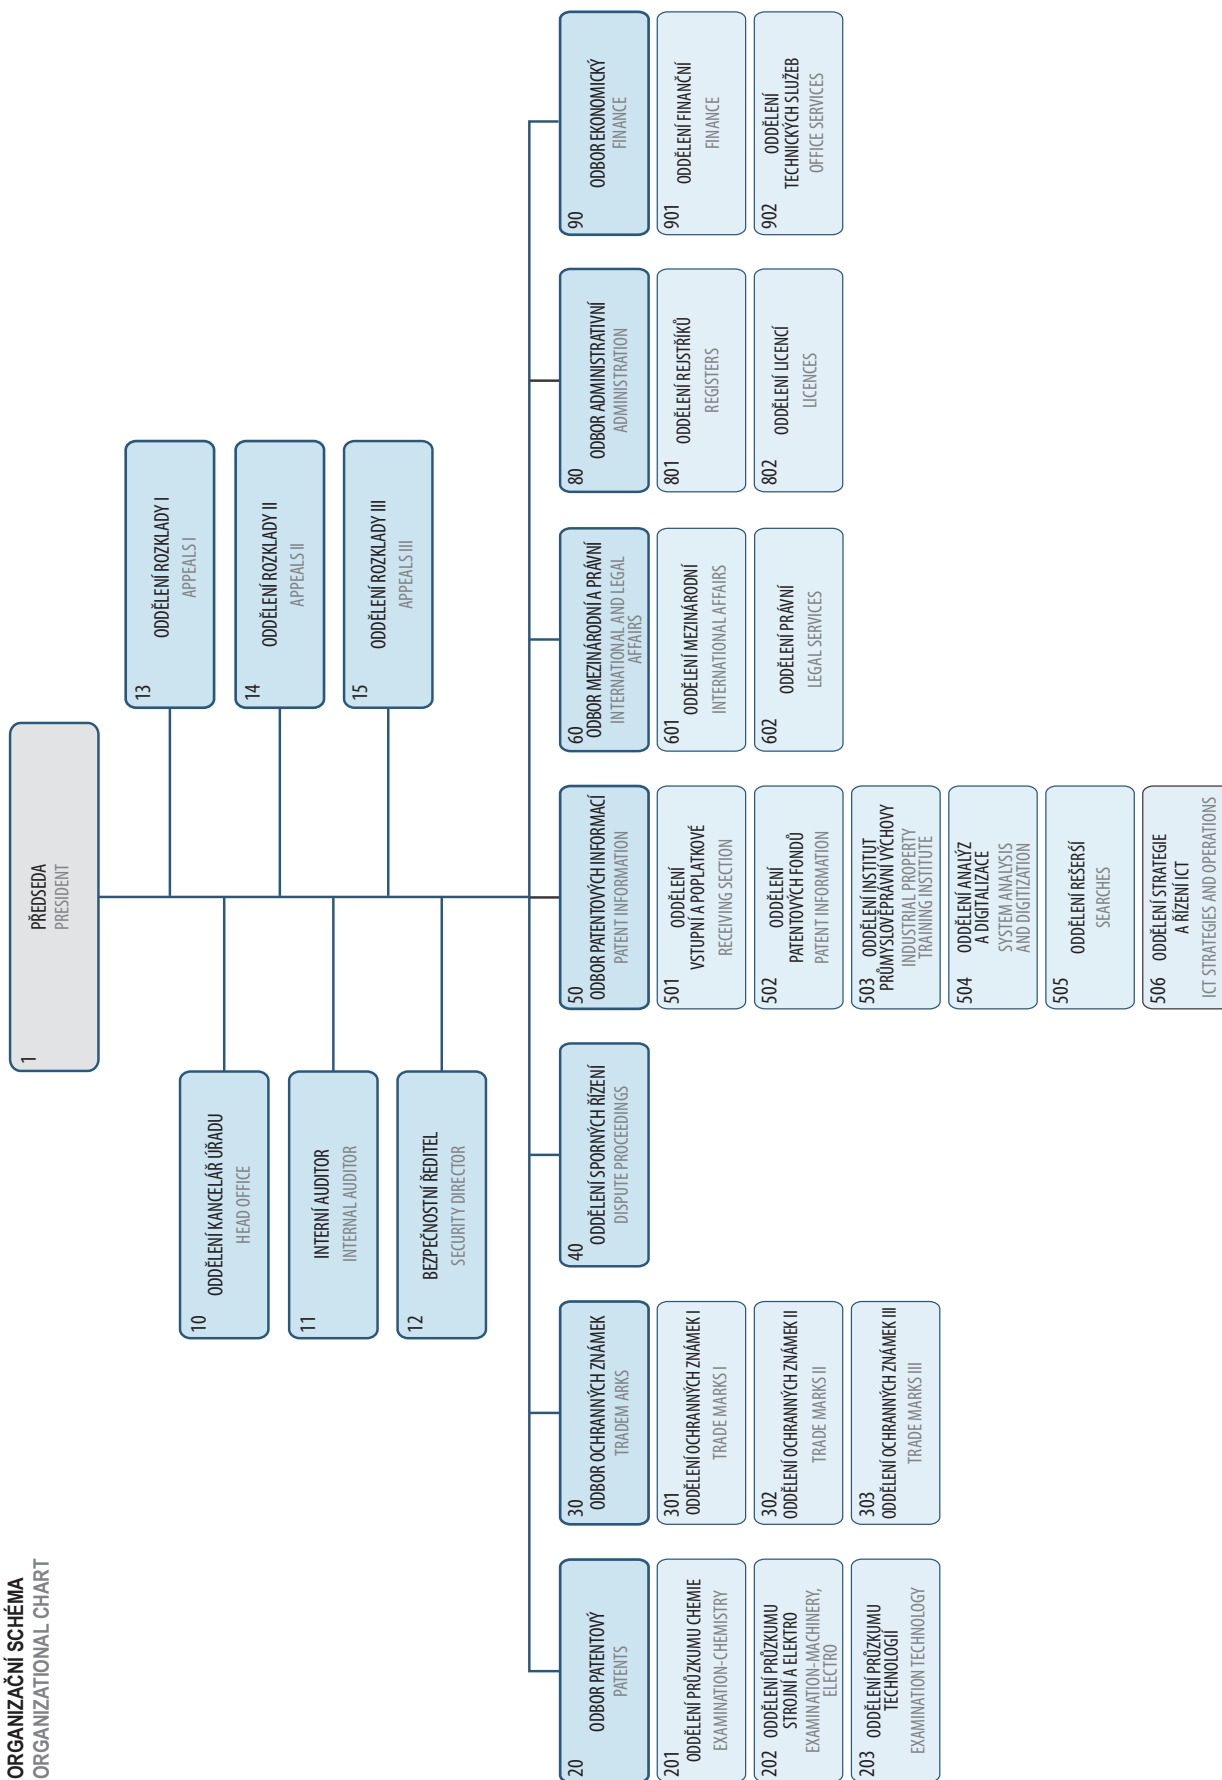 ORGANIZAČNÍ SCHÉMA
ORGANIZATIONAL CHART
1
PŘEDSEDA
PRESIDENT
10
ODDĚLENÍ KANCELÁŘ ÚŘADU
HEAD OFFICE
11
INTERNÍ AUDITOR
INTERNAL AUDITOR
12
BEZPEČNOSTNÍ ŘEDITEL
SECURITY DIRECTOR
13
ODDĚLENÍ ROZKLADY I
APPEALS I
14
ODDĚLENÍ ROZKLADY II
APPEALS II
15
ODDĚLENÍ ROZKLADY III
APPEALS III
20
ODBOR PATENTOVÝ
PATENTS
201
ODDĚLENÍ PRŮZKUMU CHEMIE
EXAMINATION-CHEMISTRY
202 ODDĚLENÍ PRŮZKUMU
STROJNÍ A ELEKTRO
EXAMINATION-MACHINERY,
ELECTRO
203 ODDĚLENÍ PRŮZKUMU
TECHNOLOGIÍ
EXAMINATION TECHNOLOGY
30
ODBOR OCHRANNÝCH ZNÁMEK
TRADEM ARKS
301
ODDĚLENÍ OCHRANNÝCH ZNÁMEK I
TRADE MARKS I
302
ODDĚLENÍ OCHRANNÝCH ZNÁMEK II
TRADE MARKS II
303
ODDĚLENÍ OCHRANNÝCH ZNÁMEK III
TRADE MARKS III
40
ODDĚLENÍ SPORNÝCH ŘÍZENÍ
DISPUTE PROCEEDINGS
50
ODBOR PATENTOVÝCH INFORMACÍ
PATENT INFORMATION
501
ODDĚLENÍ
VSTUPNÍ A POPLATKOVÉ
RECEIVING SECTION
502
ODDĚLENÍ
PATENTOVÝCH FONDŮ
PATENT INFORMATION
503 ODDĚLENÍ INSTITUT
PRŮMYSLOVĚPRÁVNÍ VÝCHOVY
INDUSTRIAL PROPERTY
TRAINING INSTITUTE
504 ODDĚLENÍ ANALÝZ
A DIGITALIZACE
SYSTEM ANALYSIS
AND DIGITIZATION
505
ODDĚLENÍ REŠERŠÍ
SEARCHES
506 ODDĚLENÍ STRATEGIE
A ŘÍZENÍ ICT
ICT STRATEGIES AND OPERATIONS
60
ODBOR MEZINÁRODNÍ A PRÁVNÍ
INTERNATIONAL AND LEGAL
AFFAIRS
601
ODDĚLENÍ MEZINÁRODNÍ
INTERNATIONAL AFFAIRS
602
ODDĚLENÍ PRÁVNÍ
LEGAL SERVICES
80
ODBOR ADMINISTRATIVNÍ
ADMINISTRATION
801
ODDĚLENÍ REJSTŘÍKŮ
REGISTERS
802
ODDĚLENÍ LICENCÍ
LICENCES
90
ODBOR EKONOMICKÝ
FINANCE
901
ODDĚLENÍ FINANČNÍ
FINANCE
902
ODDĚLENÍ
TECHNICKÝCH SLUŽEB
OFFICE SERVICES